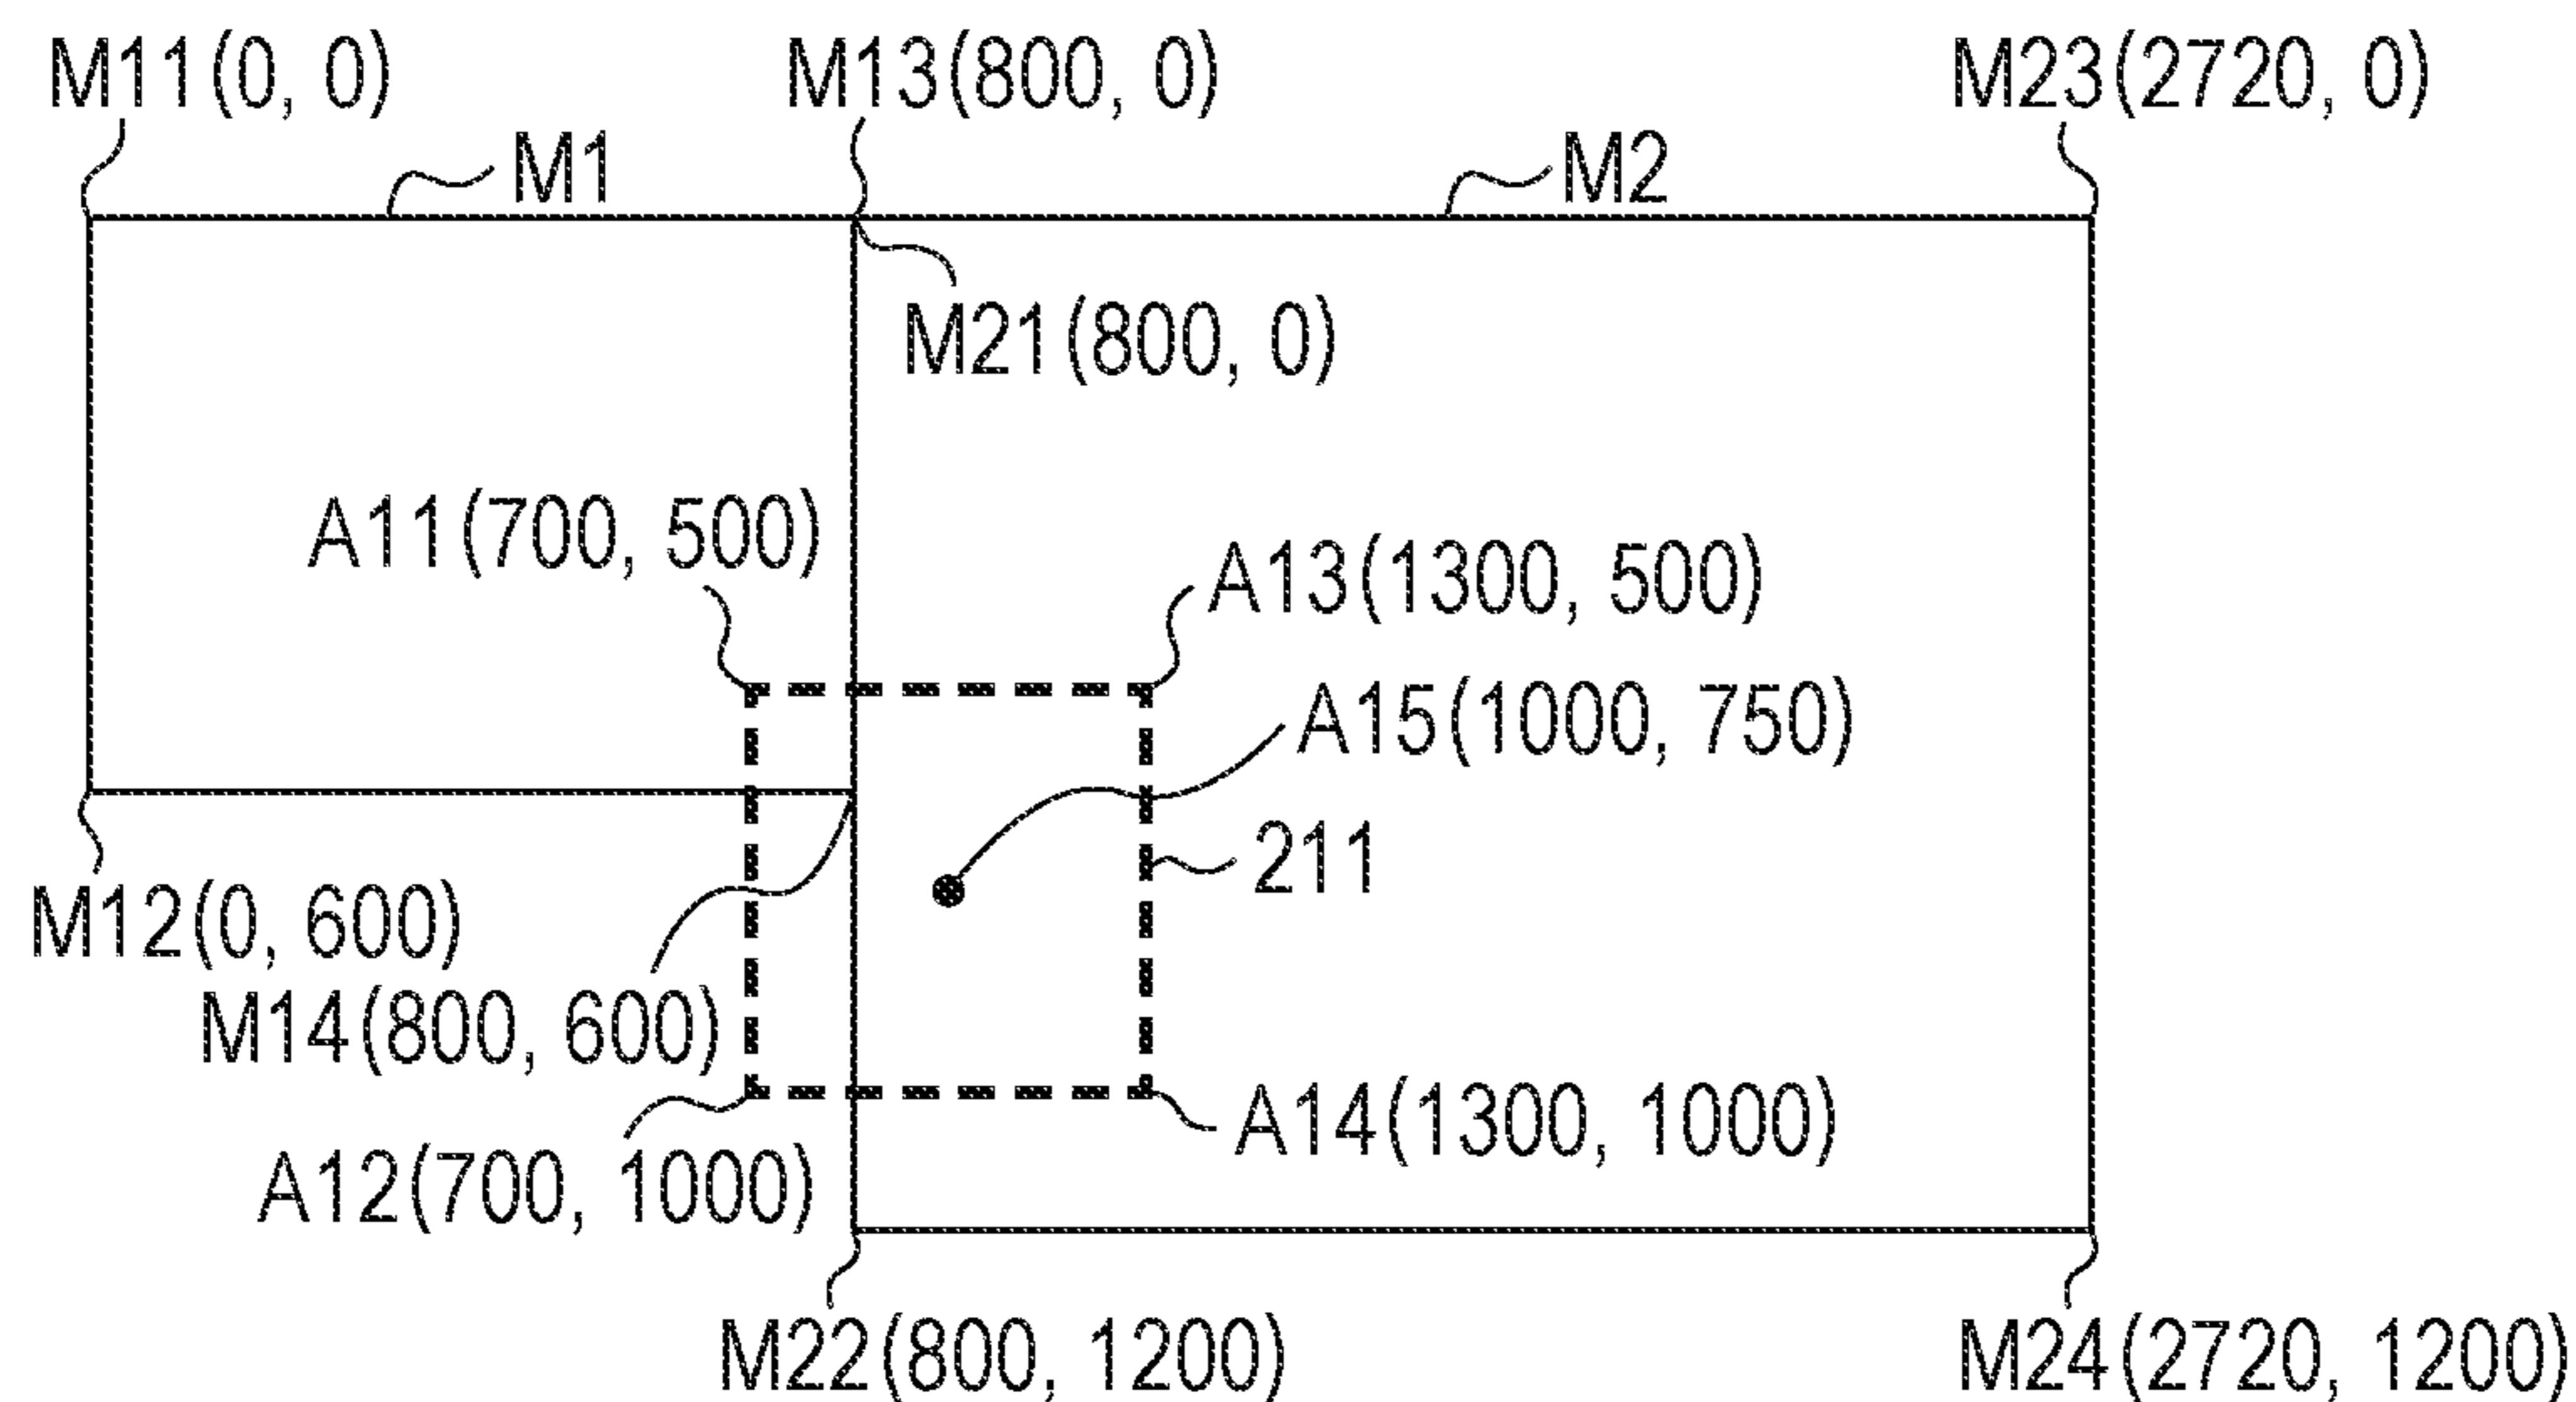 M11(0, 0) M13(800, 0) M23(2720, 0)
M1 M2
M21(800, 0)
A11(700, 500) A13(1300, 500)
A15(1000, 750)
211
M12(0, 600)
M14(800, 600)
A12(700, 1000) A14(1300, 1000)
M22(800, 1200) M24(2720, 1200)